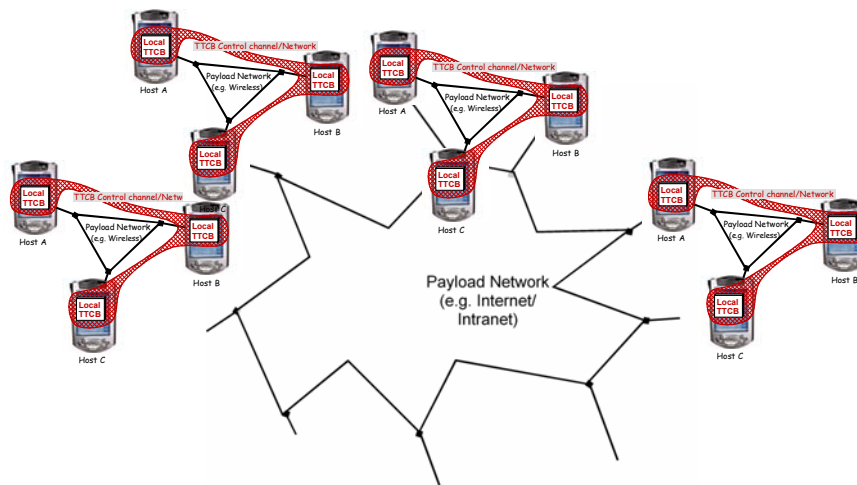 Local
TTCB
TTCB Control channel/Network
Host A
Payload Network
(e.g. Wireless)
Local
TTCB
Host B
Local
TTCB
Host C
Local
TTCB
TTCB Control channel/Network
Host A
Payload Network
(e.g. Wireless)
Local
TTCB
Host B
Local
TTCB
Host C
Local
TTCB
TTCB Control channel/Netw
Host A
Payload Network
(e.g. Wireless)
Local
TTCB
Host B
Local
TTCB
Host C
Local
TTCB
TTCB Control channel/Network
Host A
Payload Network
(e.g. Wireless)
Local
TTCB
Host B
Local
TTCB
Host C
Payload Network
(e.g. Internet/
Intranet)